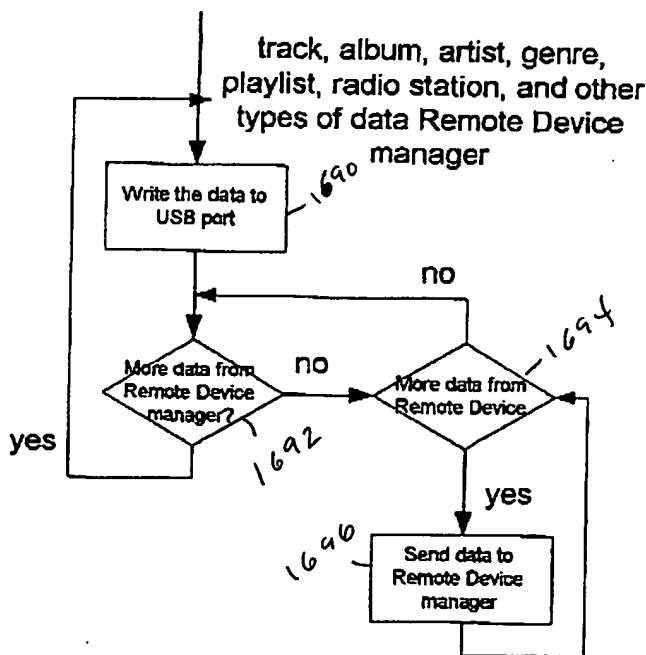 track, album, artist, genre,
playlist, radio station, and other
types of data Remote Device
manager
Write the data to
USB port
1690
no
More data from
Remote Device
manager?
1692
no
yes
More data from
Remote Device
1694
yes
Send data to
Remote Device
manager
1696